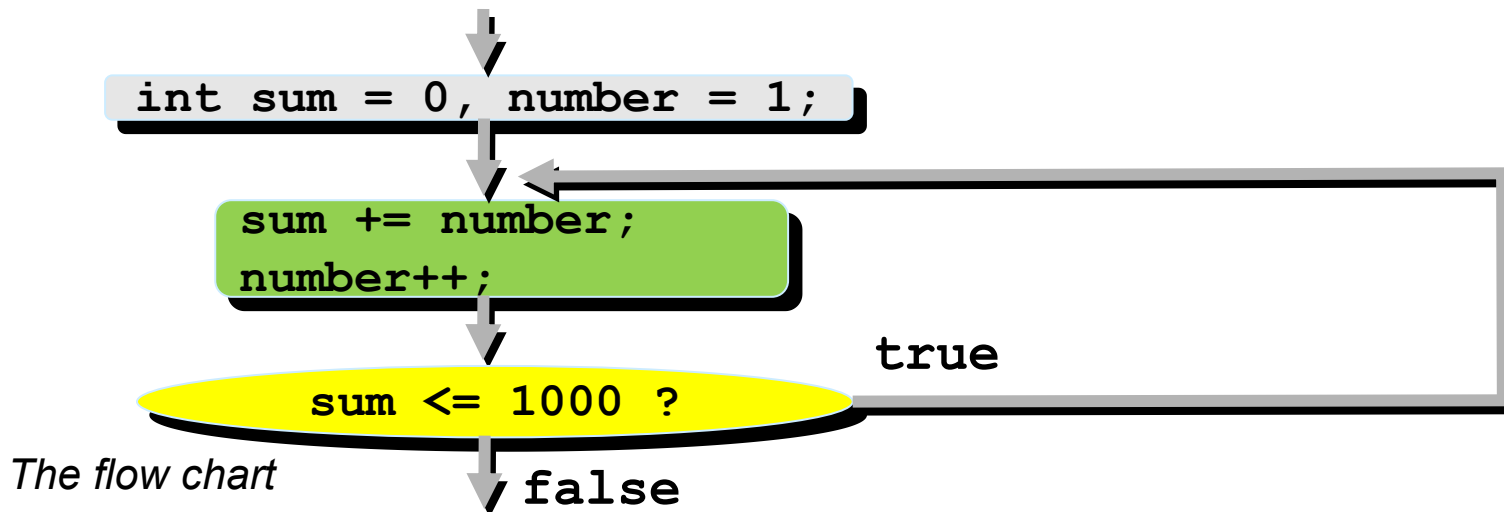 int sum = 0, number = 1;
sum += number;
number++;
true
sum <= 1000 ?
The flow chart
false